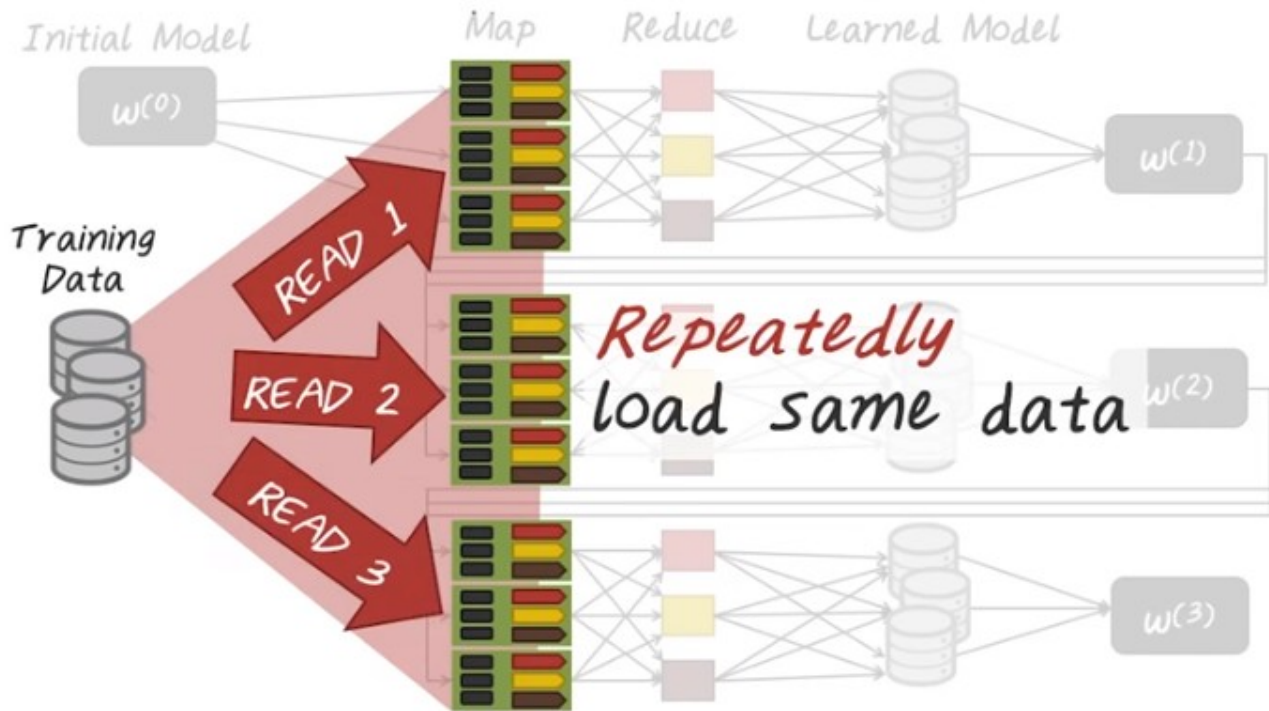 Initial Model
Map
Reduce
Learned Model
w(0)
w(1)
Training
Data
READ 1
READ 2
READ 3
Repeatedly
load same data
w(2)
w(3)